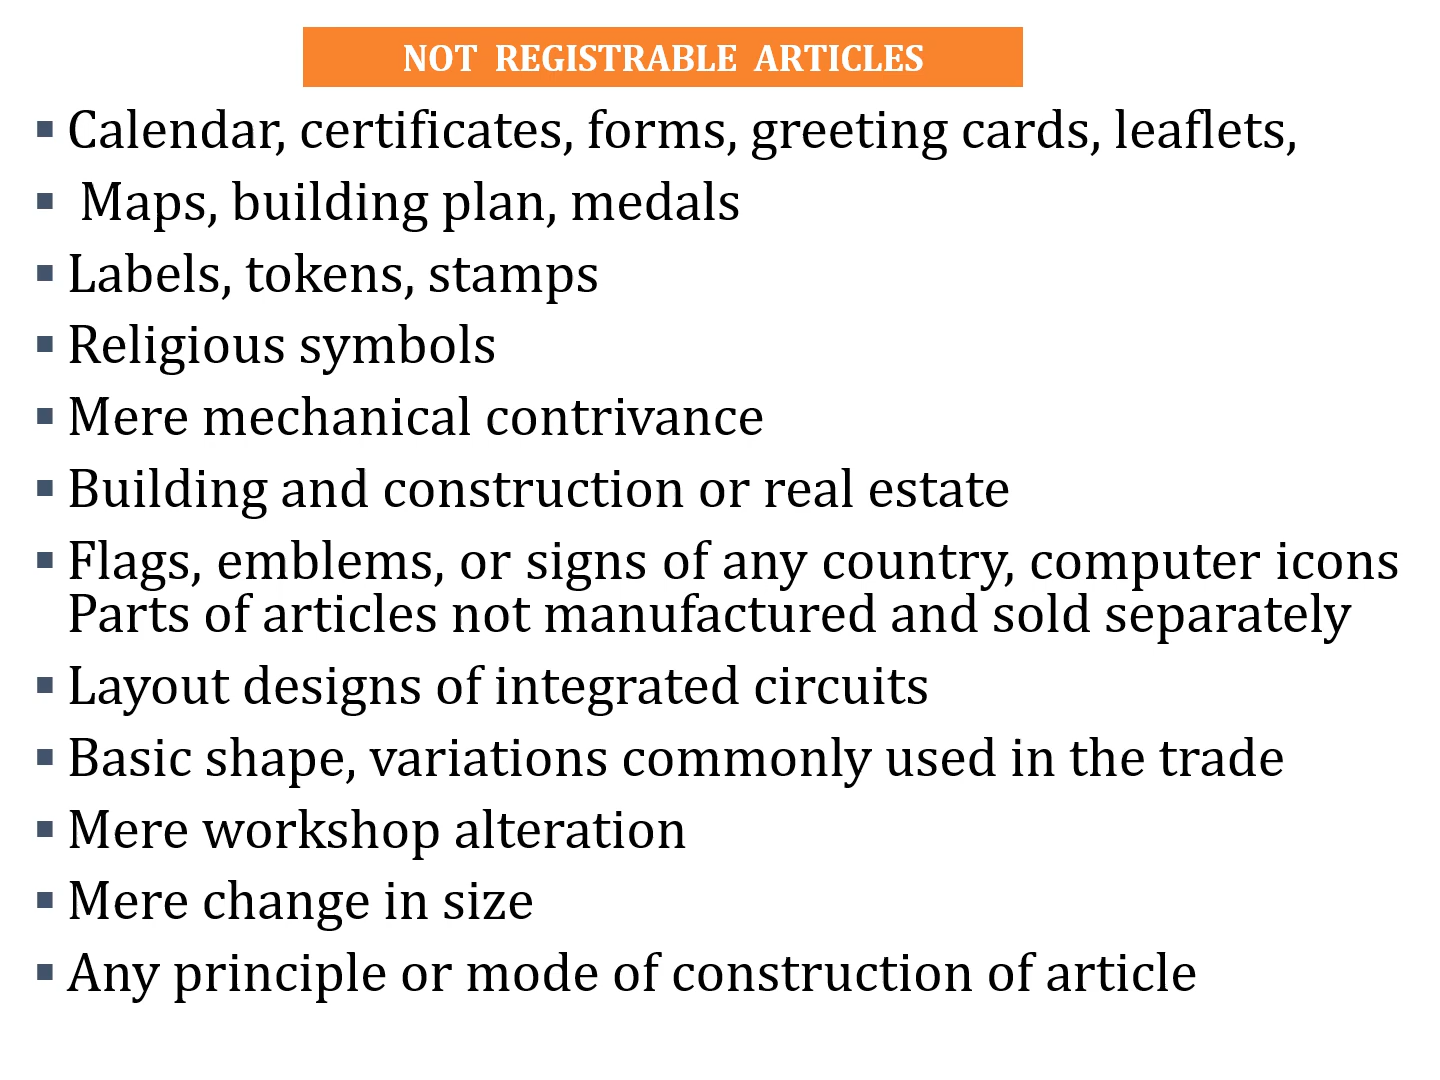 NOT REGISTRABLE ARTICLES
▪ Calendar, certificates, forms, greeting cards, leaflets,
▪ Maps, building plan, medals
▪ Labels, tokens, stamps
▪ Religious symbols
▪ Mere mechanical contrivance
▪ Building and construction or real estate
▪ Flags, emblems, or signs of any country, computer icons
Parts of articles not manufactured and sold separately
▪ Layout designs of integrated circuits
▪ Basic shape, variations commonly used in the trade
▪ Mere workshop alteration
▪ Mere change in size
▪ Any principle or mode of construction of article